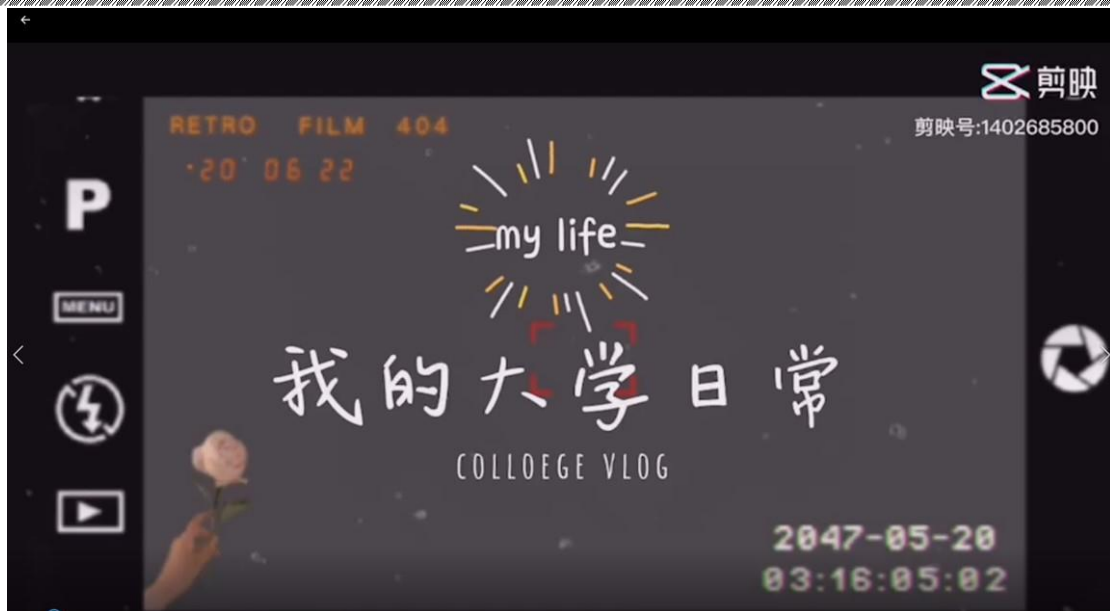 剪映
剪映号:1402685800
RETRO FILM 404
'20 06 22
P
my life
MENU
我的大学日常
COLLOEGE VLOG
2047-05-20
03:16:05:02